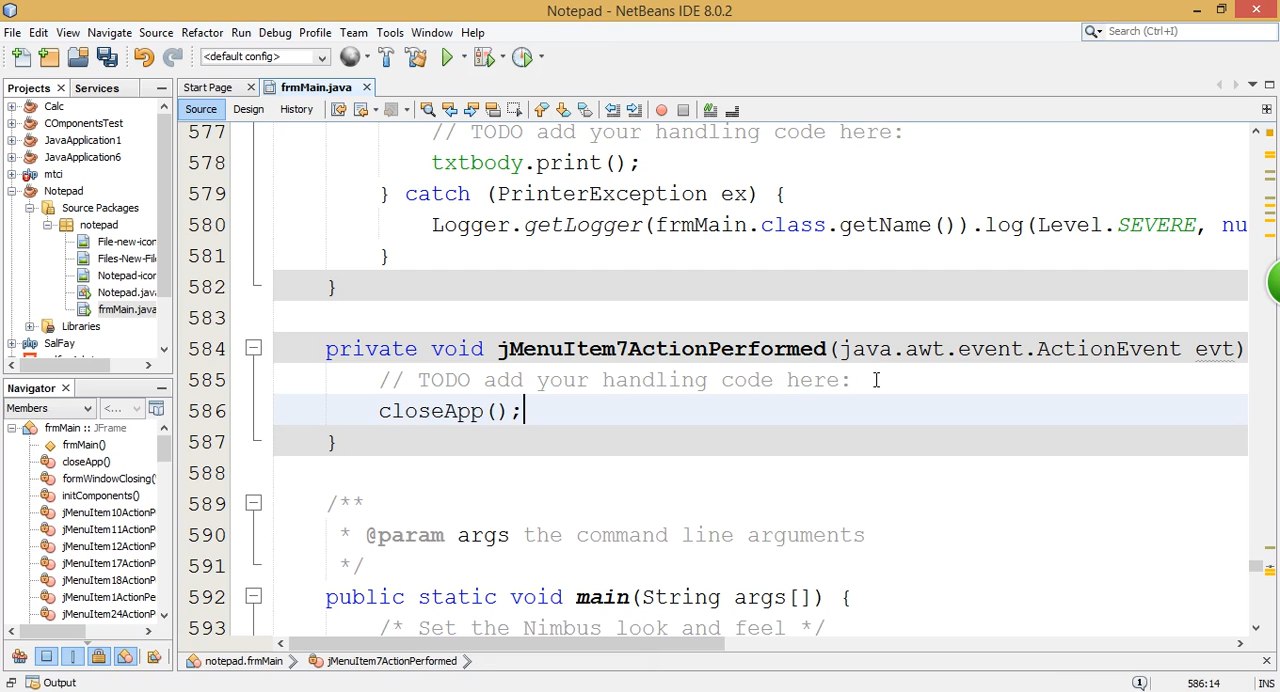 Notepad - NetBeans IDE 8.0.2
File Edit View Navigate Source Refactor Run Debug Profile Team Tools Window Help
Search (Ctrl+I)
<default config>
Projects Services
Start Page frmMain.java
Source Design History
Calc
COmponentsTest
JavaApplication1
JavaApplication6
mtci
Notepad
Source Packages
notepad
File-new-icon
Files-New-File
Notepad-icon
Notepad.java
frmMain.java
Libraries
SalFay
Navigator
Members <...
frmMain :: JFrame
frmMain()
closeApp()
formWindowClosing(
initComponents()
jMenuItem10ActionP
jMenuItem11ActionP
jMenuItem12ActionP
jMenuItem17ActionP
jMenuItem18ActionP
jMenuItem1ActionPe
jMenuItem24ActionP
577 // TODO add your handling code here:
578 txtbody.print();
579 } catch (PrinterException ex) {
580 Logger.getLogger(frmMain.class.getName()).log(Level.SEVERE, nu
581 }
582 }
583
584 private void jMenuItem7ActionPerformed(java.awt.event.ActionEvent evt)
585 // TODO add your handling code here:
586 closeApp();
587 }
588
589 /**
590 * @param args the command line arguments
591 */
592 public static void main(String args[]) {
593 /* Set the Nimbus look and feel */
notepad.frmMain jMenuItem7ActionPerformed
Output
1 586:14 INS